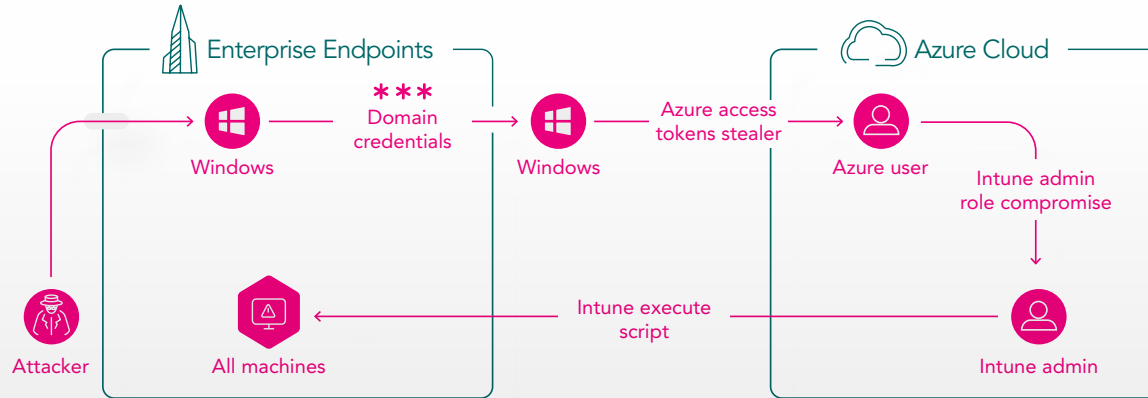 Enterprise Endpoints
Azure Cloud
***
Domain
credentials
Azure access
tokens stealer
Windows
Windows
Azure user
Intune admin
role compromise
Intune execute
script
Attacker
All machines
Intune admin